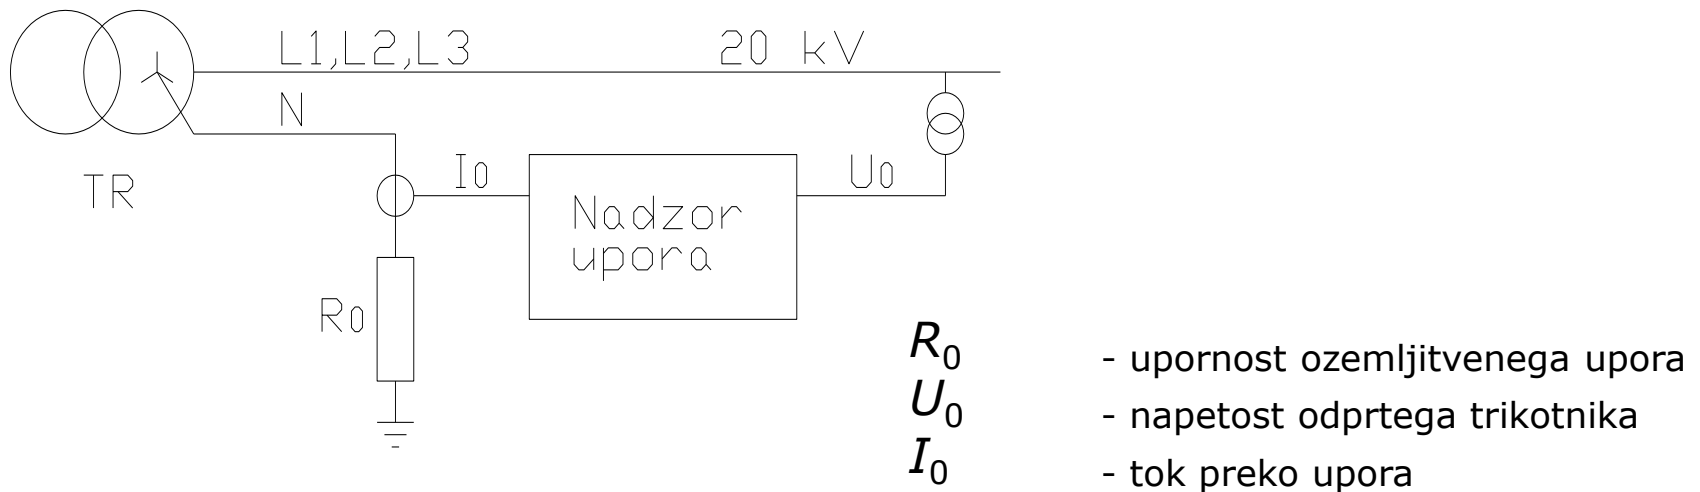 L1,L2,L3 20 kV
N
TR
I0
U0
Nadzor
upora
R0
R0 - upornost ozemljitvenega upora
U0 - napetost odprtega trikotnika
I0 - tok preko upora